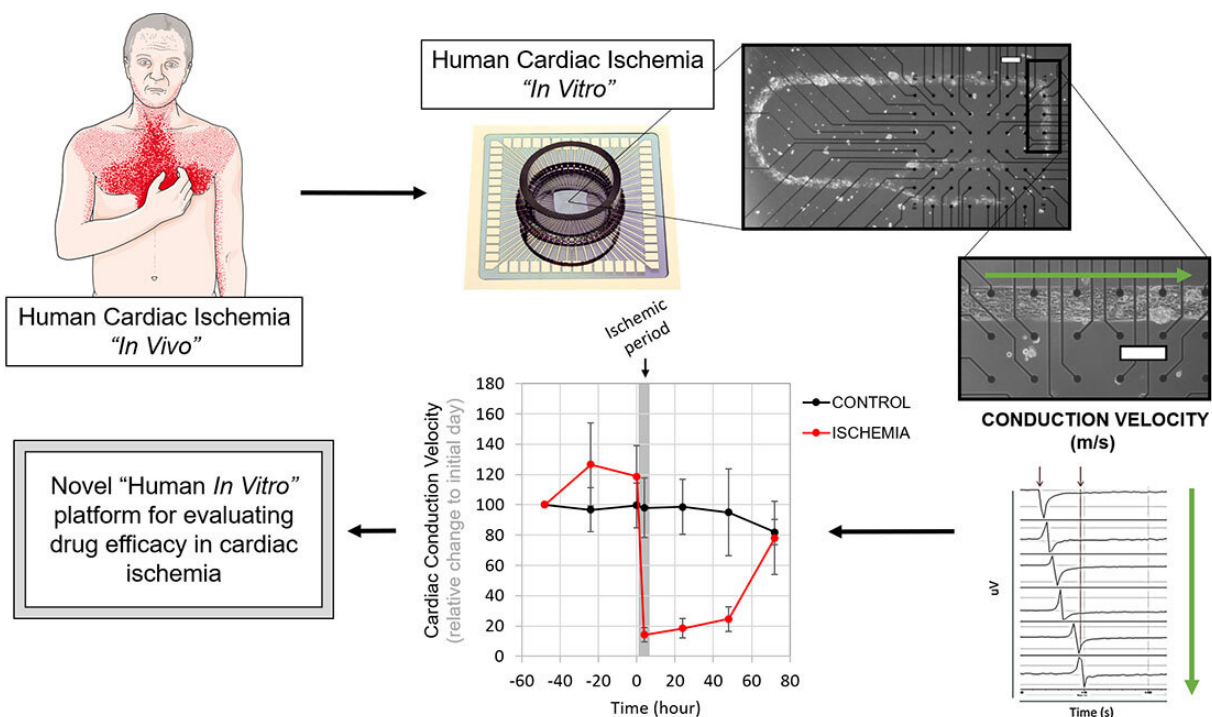 Human Cardiac Ischemia
“In Vivo”
Human Cardiac Ischemia
“In Vitro”
CONDUCTION VELOCITY
(m/s)
uV
Time (s)
Ischemic
period
Cardiac Conduction Velocity
(relative change to initial day)
180
160
140
120
100
80
60
40
20
0
-60
-40
-20
0
20
40
60
80
Time (hour)
CONTROL
ISCHEMIA
Novel “Human In Vitro”
platform for evaluating
drug efficacy in cardiac
ischemia